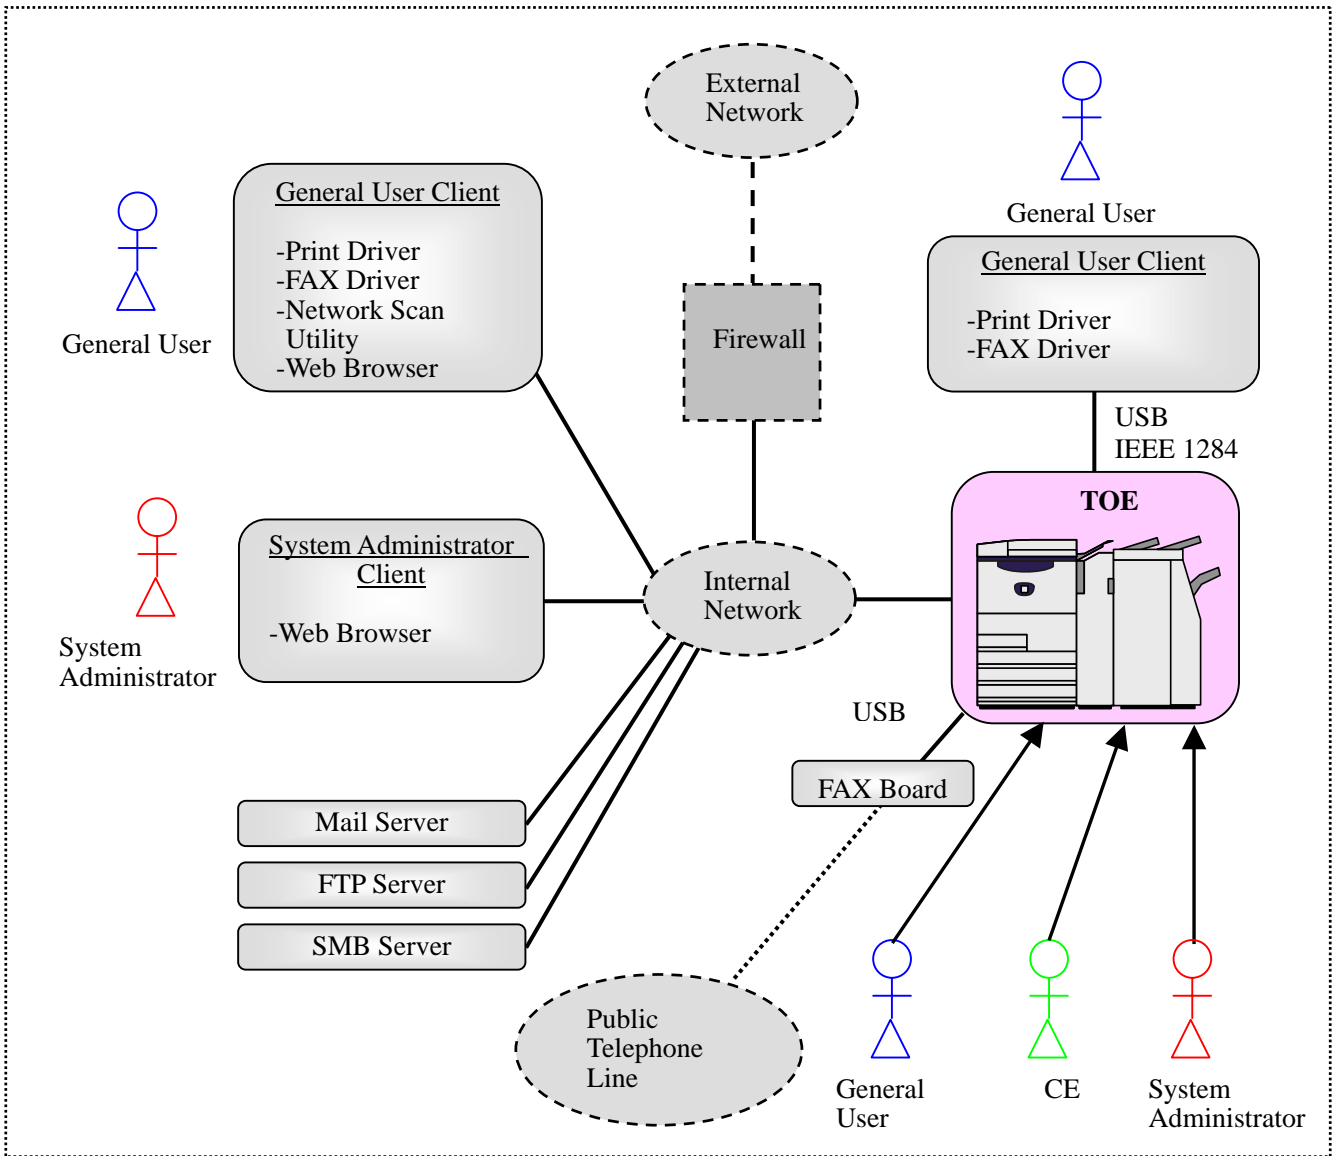 External
Network
General User
General User Client
-Print Driver
-FAX Driver
-Network Scan
Utility
-Web Browser
General User
General User Client
-Print Driver
-FAX Driver
Firewall
USB
IEEE 1284
TOE
System Administrator
Client
-Web Browser
System
Administrator
Internal
Network
USB
FAX Board
Mail Server
FTP Server
SMB Server
Public
Telephone
Line
General
User
CE
System
Administrator